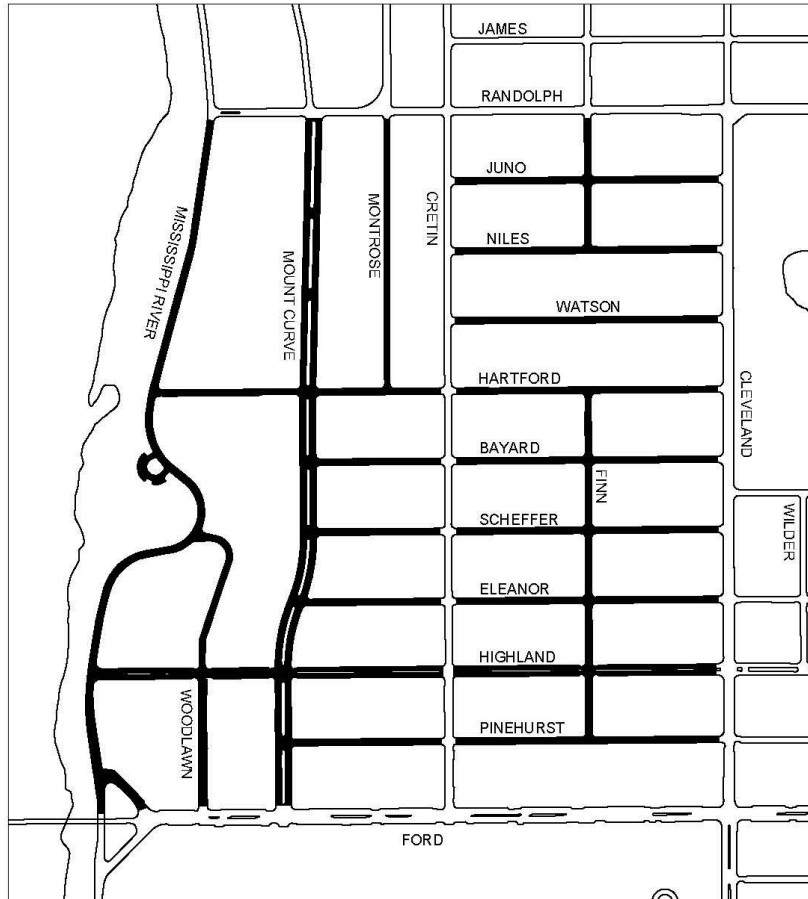 JAMES
RANDOLPH
JUNO
MISSISSIPPI RIVER
MONTROSE
CRETIN
NILES
MOUNT CURVE
WATSON
HARTFORD
CLEVELAND
BAYARD
FINN
SCHEFFER
WILDER
ELEANOR
HIGHLAND
WOODLAWN
PINEHURST
FORD